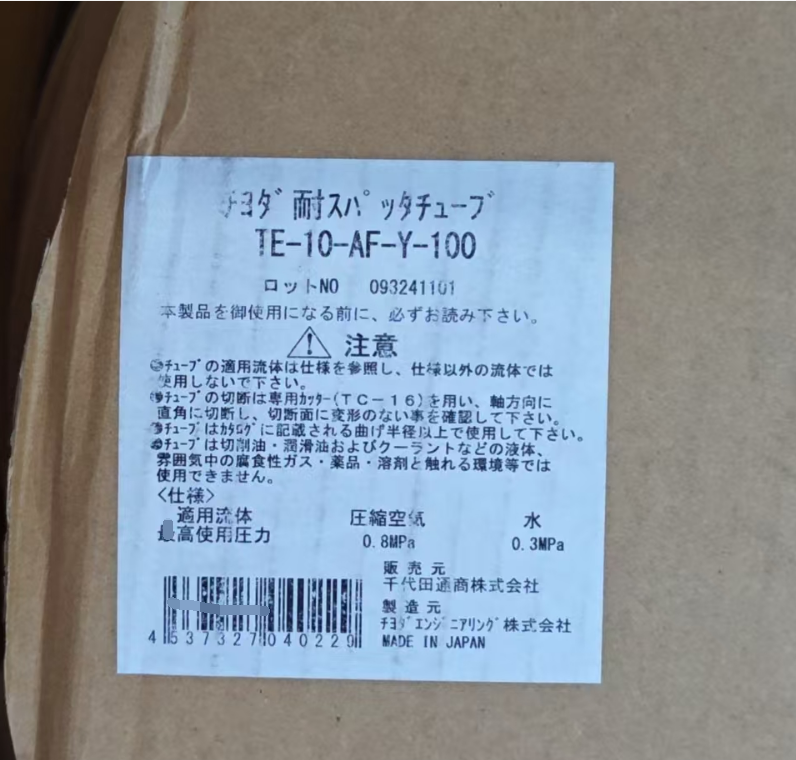 チヨダ 耐スパッタチューブ
TE-10-AF-Y-100
ロットNO 093241101
本製品を御使用になる前に、必ずお読み下さい。
注意
チューブの適用流体は仕様を参照し、仕様以外の流体では
使用しないで下さい。
チューブの切断は専用カッター(TC-16)を用い、軸方向に
直角に切断し、切断面に変形のない事を確認して下さい。
チューブはカタログに記載される曲げ半径以上で使用して下さい。
チューブは切削油・潤滑油およびクーラントなどの液体、
雰囲気中の腐食性ガス・薬品・溶剤と触れる環境等では
使用できません。
<仕様>
適用流体 圧縮空気 水
最高使用圧力 0.8MPa 0.3MPa
販売元
千代田通商株式会社
製造元
チヨダエンジニアリング株式会社
MADE IN JAPAN
4537327040229